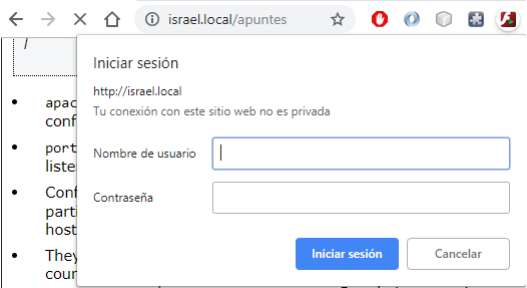 israel.local/apuntes
/
Iniciar sesión
http://israel.local
Tu conexión con este sitio web no es privada
Nombre de usuario
Contraseña
Iniciar sesión Cancelar
apac
conf
port
liste
Conf
parti
host
They
coun